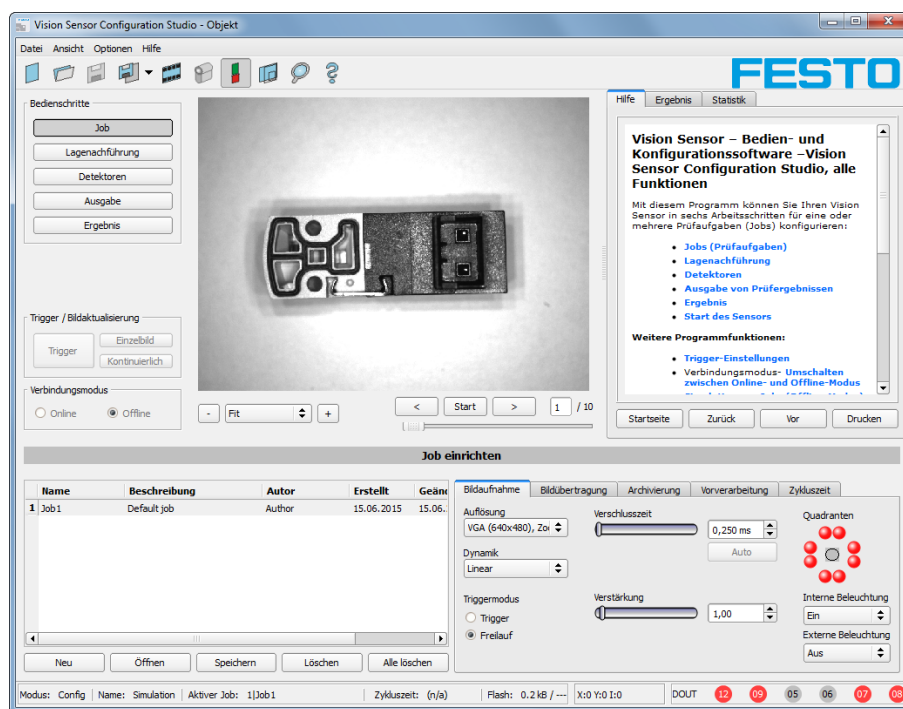 Vision Sensor Configuration Studio - Objekt
Datei Ansicht Optionen Hilfe
FESTO
Bedienschritte
Job
Lagenachführung
Detektoren
Ausgabe
Ergebnis
Trigger / Bildaktualisierung
Trigger
Einzelbild
Kontinuierlich
Verbindungsmodus
Online Offline
- Fit +
< Start > 1 / 10
Hilfe Ergebnis Statistik
Vision Sensor – Bedien- und
Konfigurationssoftware –Vision
Sensor Configuration Studio, alle
Funktionen
Mit diesem Programm können Sie Ihren Vision
Sensor in sechs Arbeitsschritten für eine oder
mehrere Prüfaufgaben (Jobs) konfigurieren:
Jobs (Prüfaufgaben)
Lagenachführung
Detektoren
Ausgabe von Prüfergebnissen
Ergebnis
Start des Sensors
Weitere Programmfunktionen:
Trigger-Einstellungen
Verbindungsmodus- Umschalten
zwischen Online- und Offline-Modus
Startseite Zurück Vor Drucken
Job einrichten
Name Beschreibung Autor Erstellt Geänd
1 Job1 Default job Author 15.06.2015 15.06.
Neu Öffnen Speichern Löschen Alle löschen
Bildaufnahme Bildübertragung Archivierung Vorverarbeitung Zykluszeit
Auflösung
VGA (640x480), Zo
Dynamik
Linear
Triggermodus
Trigger
Freilauf
Verschlusszeit
0,250 ms
Auto
Verstärkung
1,00
Quadranten
Interne Beleuchtung
Ein
Externe Beleuchtung
Aus
Modus: Config Name: Simulation Aktiver Job: 1|Job1 Zykluszeit: (n/a) Flash: 0.2 kB / --- X:0 Y:0 I:0 DOUT 12 09 05 06 07 08